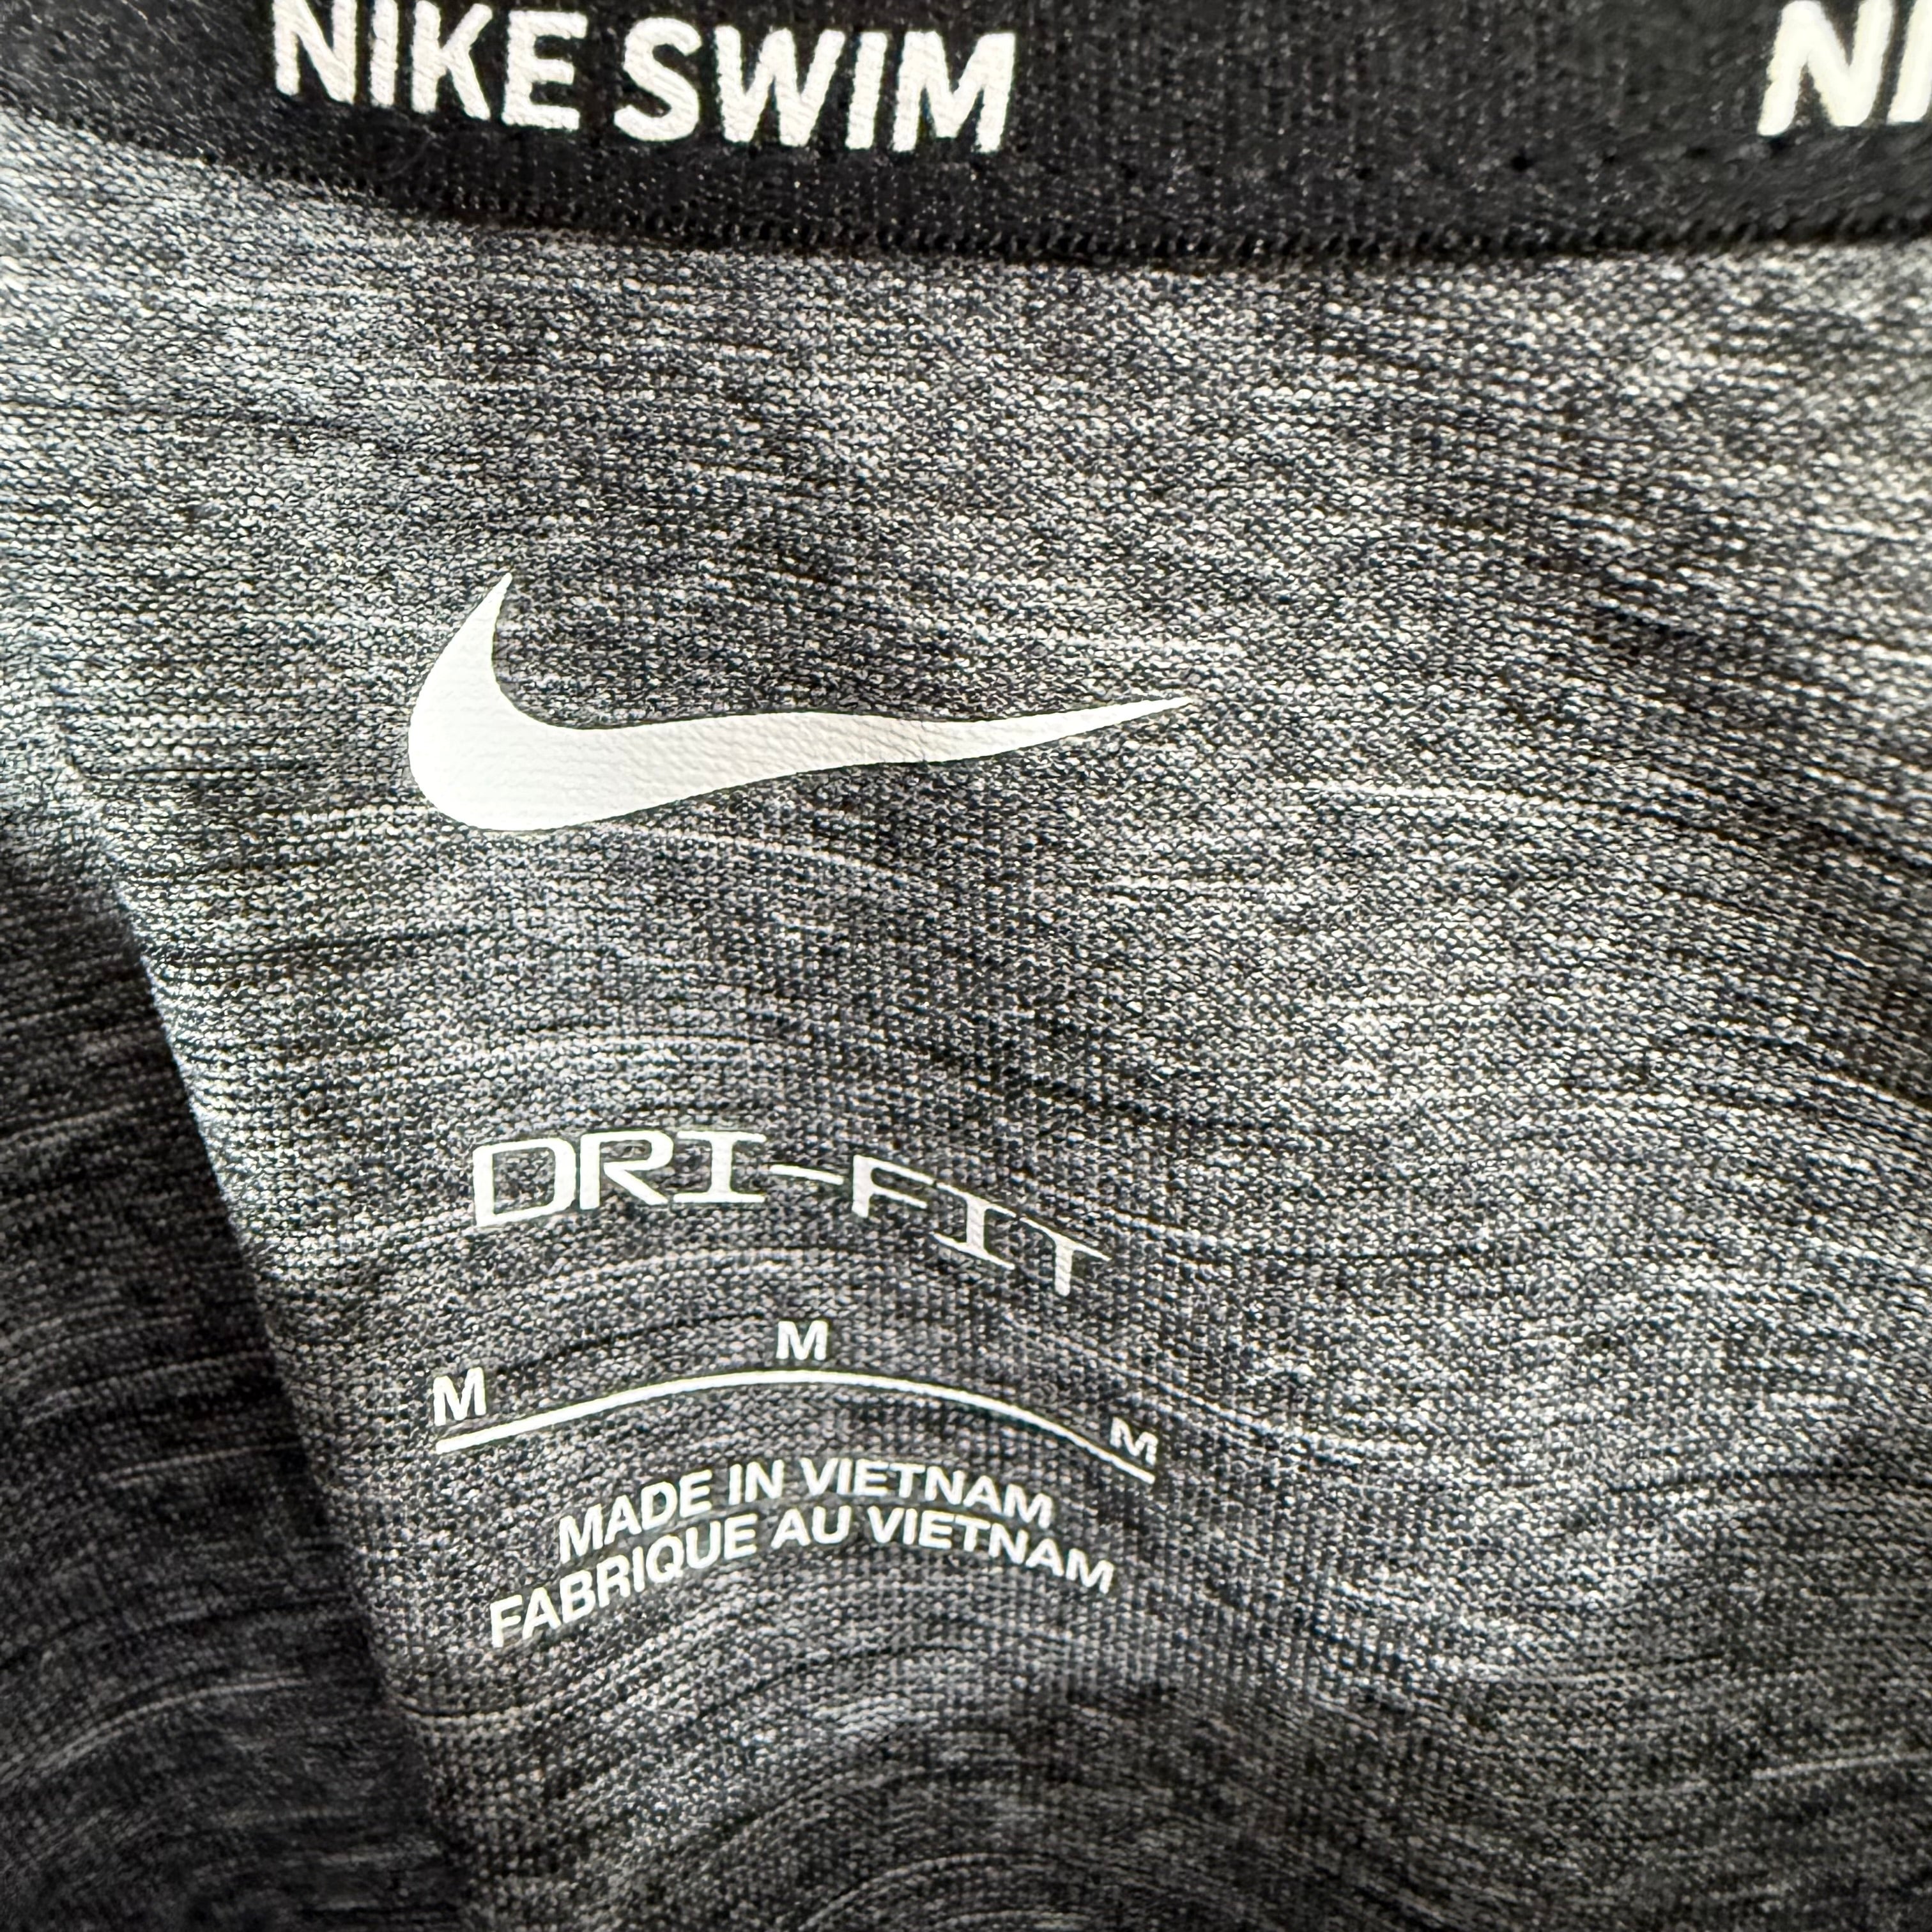 NIKE SWIM NI
DRI-FIT
M M M
MADE IN VIETNAM
FABRIQUE AU VIETNAM